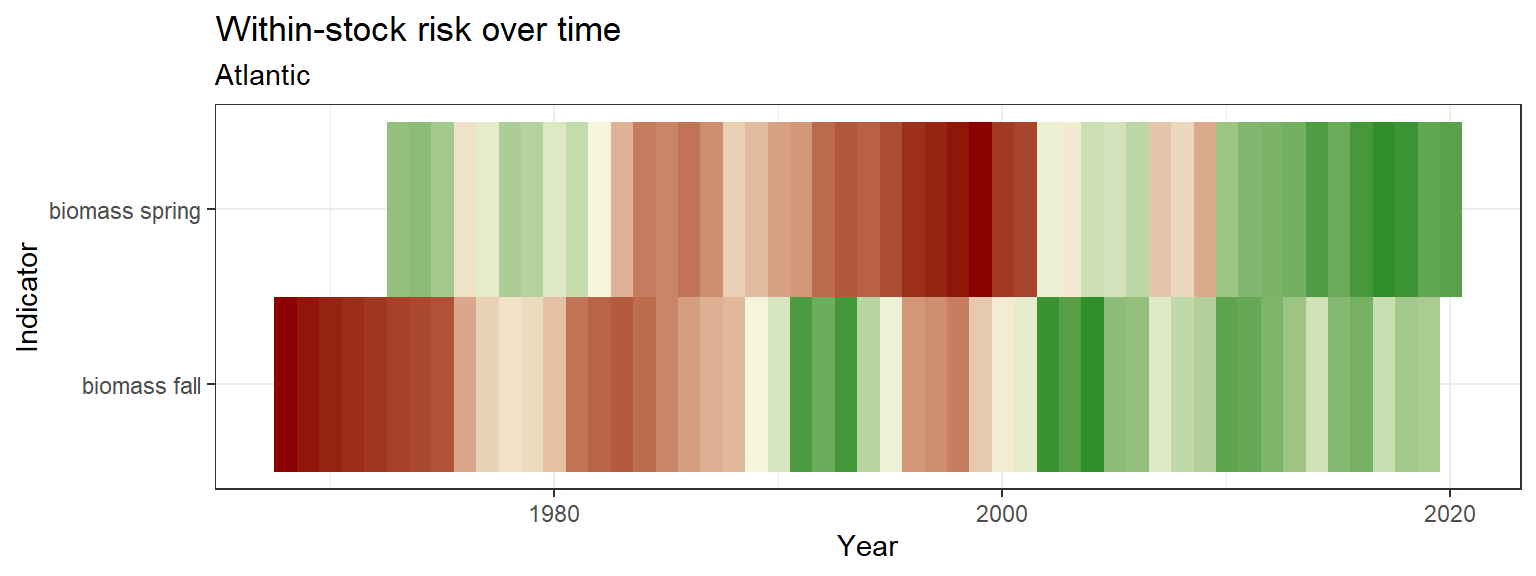 Within-stock risk over time
Atlantic
Indicator
biomass spring
biomass fall
1980
2000
2020
Year